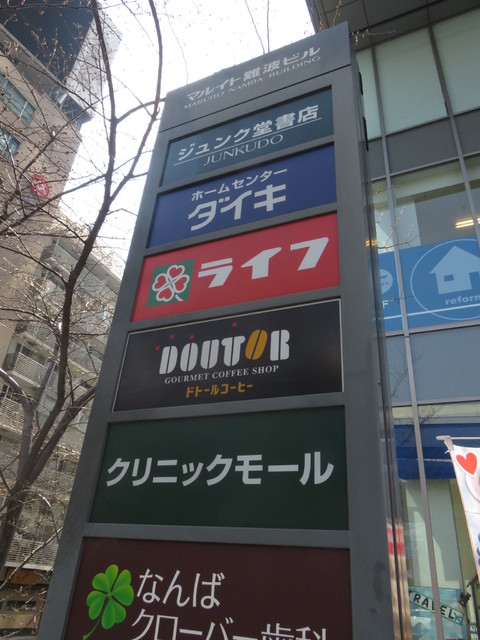 マルイト難波ビル
MARUITO NAMBA BUILDING
ジュンク堂書店
JUNKUDO
ホームセンター
ダイキ
ライフ
DOUTOR
GOURMET COFFEE SHOP
ドトールコーヒー
クリニックモール
なんば
クローバー歯科
reform
TRAVEL